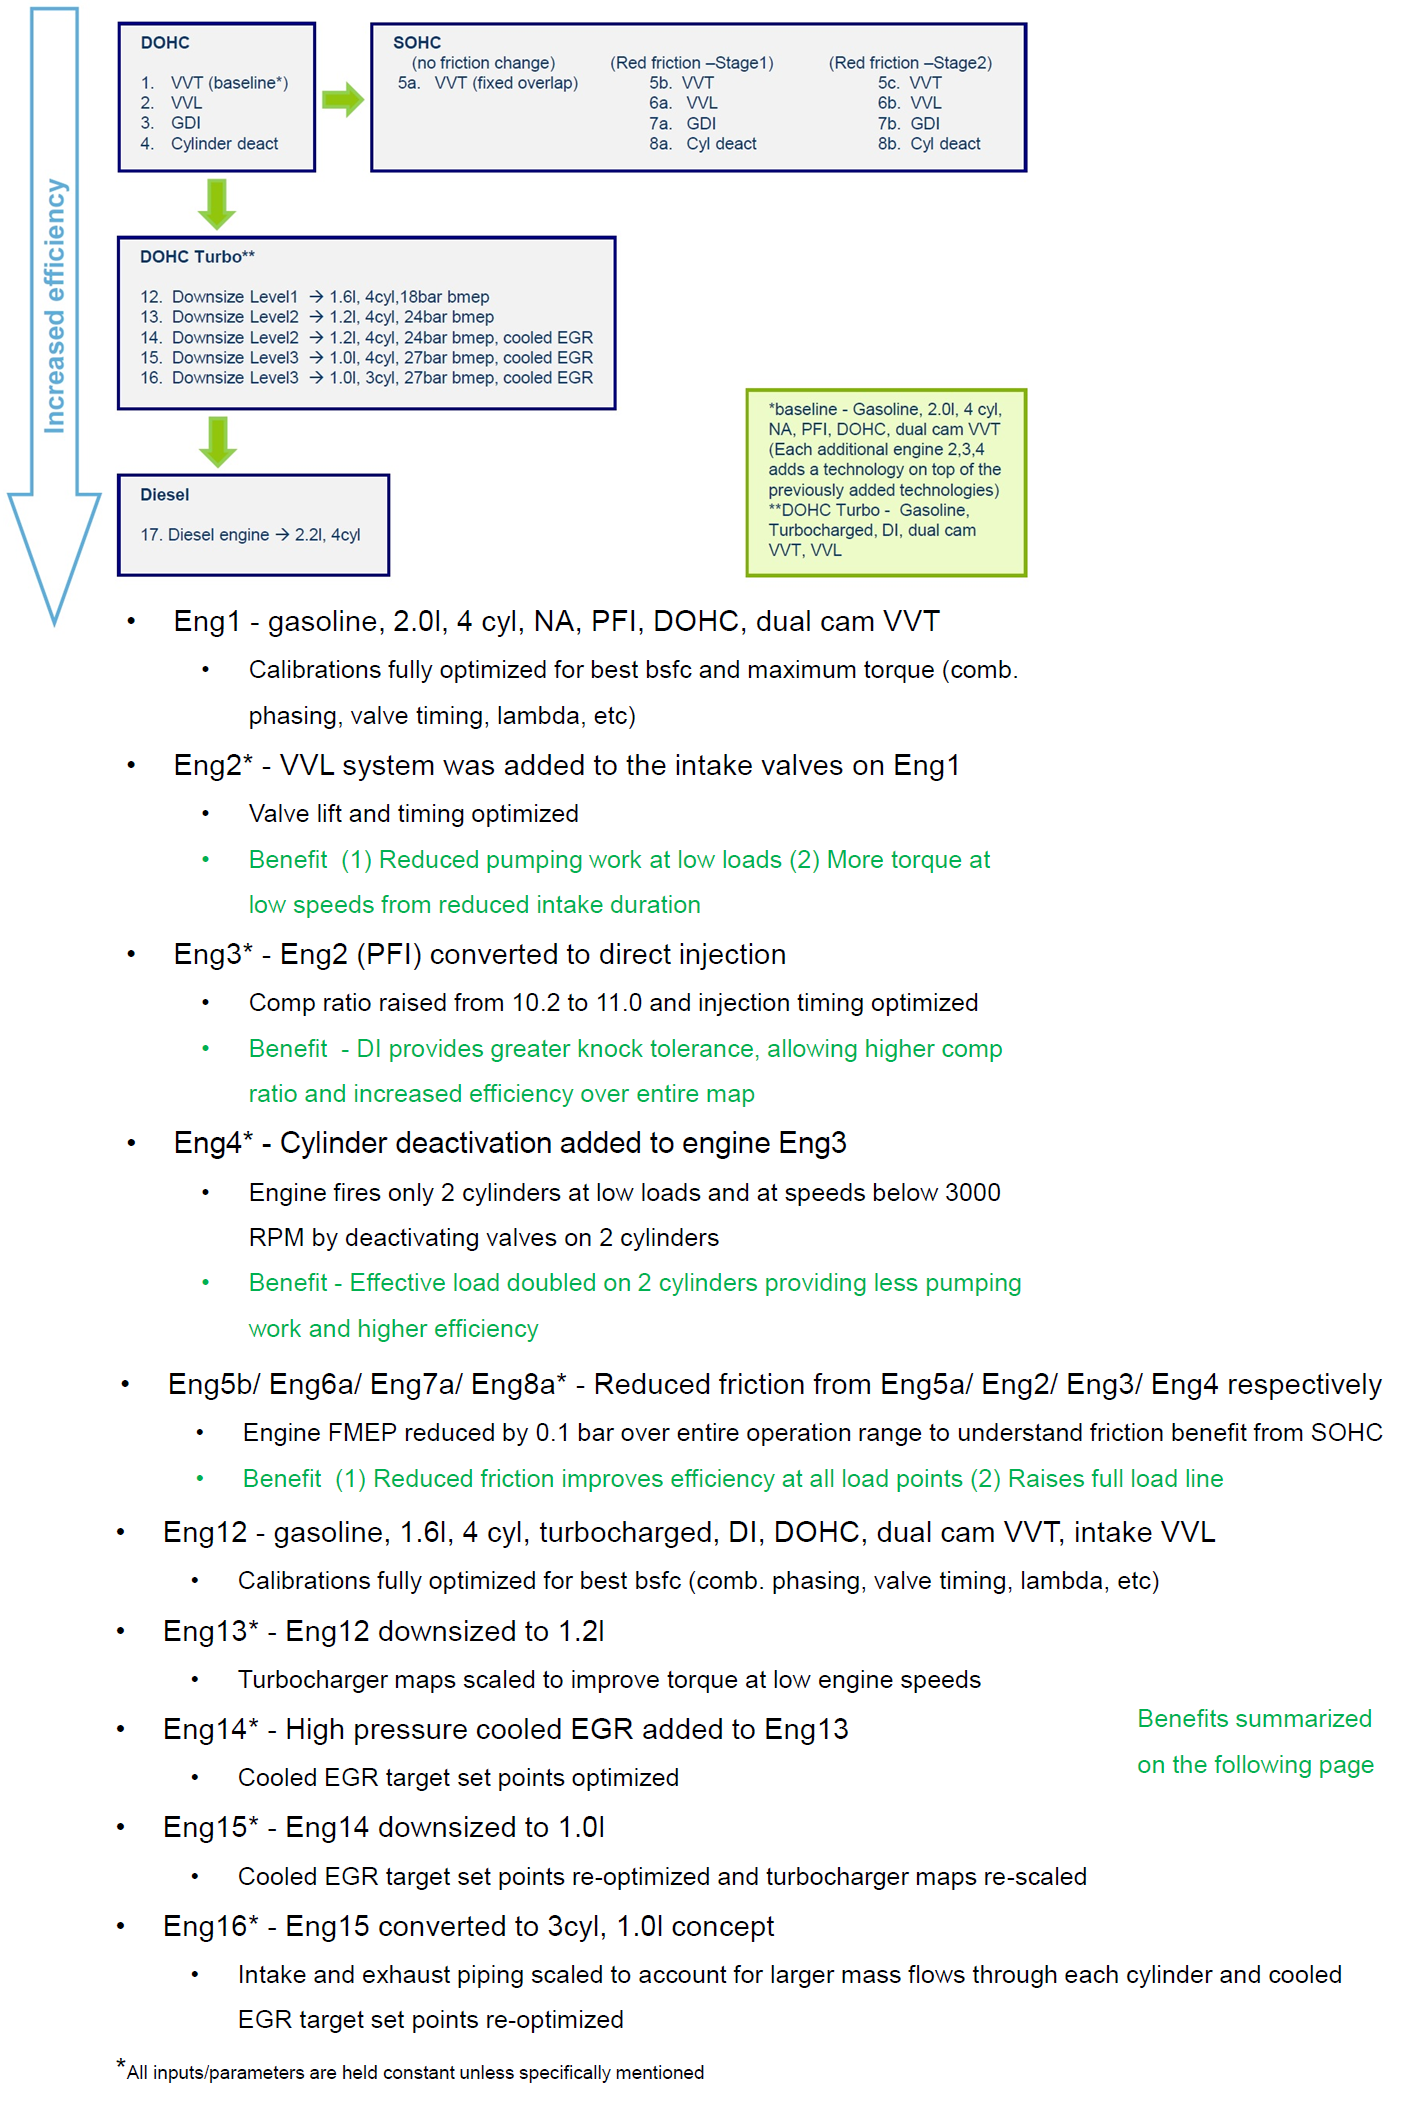 Increased efficiency
DOHC
1. VVT (baseline*)
2. VVL
3. GDI
4. Cylinder deact
SOHC
(no friction change) (Red friction –Stage1) (Red friction –Stage2)
5a. VVT (fixed overlap) 5b. VVT 5c. VVT
6a. VVL 6b. VVL
7a. GDI 7b. GDI
8a. Cyl deact 8b. Cyl deact
DOHC Turbo**
12. Downsize Level1 → 1.6l, 4cyl,18bar bmep
13. Downsize Level2 → 1.2l, 4cyl, 24bar bmep
14. Downsize Level2 → 1.2l, 4cyl, 24bar bmep, cooled EGR
15. Downsize Level3 → 1.0l, 4cyl, 27bar bmep, cooled EGR
16. Downsize Level3 → 1.0l, 3cyl, 27bar bmep, cooled EGR
Diesel
17. Diesel engine → 2.2l, 4cyl
*baseline - Gasoline, 2.0l, 4 cyl,
NA, PFI, DOHC, dual cam VVT
(Each additional engine 2,3,4
adds a technology on top of the
previously added technologies)
**DOHC Turbo - Gasoline,
Turbocharged, DI, dual cam
VVT, VVL
• Eng1 - gasoline, 2.0l, 4 cyl, NA, PFI, DOHC, dual cam VVT
• Calibrations fully optimized for best bsfc and maximum torque (comb.
phasing, valve timing, lambda, etc)
• Eng2* - VVL system was added to the intake valves on Eng1
• Valve lift and timing optimized
• Benefit (1) Reduced pumping work at low loads (2) More torque at
low speeds from reduced intake duration
• Eng3* - Eng2 (PFI) converted to direct injection
• Comp ratio raised from 10.2 to 11.0 and injection timing optimized
• Benefit - DI provides greater knock tolerance, allowing higher comp
ratio and increased efficiency over entire map
• Eng4* - Cylinder deactivation added to engine Eng3
• Engine fires only 2 cylinders at low loads and at speeds below 3000
RPM by deactivating valves on 2 cylinders
• Benefit - Effective load doubled on 2 cylinders providing less pumping
work and higher efficiency
• Eng5b/ Eng6a/ Eng7a/ Eng8a* - Reduced friction from Eng5a/ Eng2/ Eng3/ Eng4 respectively
• Engine FMEP reduced by 0.1 bar over entire operation range to understand friction benefit from SOHC
• Benefit (1) Reduced friction improves efficiency at all load points (2) Raises full load line
• Eng12 - gasoline, 1.6l, 4 cyl, turbocharged, DI, DOHC, dual cam VVT, intake VVL
• Calibrations fully optimized for best bsfc (comb. phasing, valve timing, lambda, etc)
• Eng13* - Eng12 downsized to 1.2l
• Turbocharger maps scaled to improve torque at low engine speeds
• Eng14* - High pressure cooled EGR added to Eng13
• Cooled EGR target set points optimized
Benefits summarized
on the following page
• Eng15* - Eng14 downsized to 1.0l
• Cooled EGR target set points re-optimized and turbocharger maps re-scaled
• Eng16* - Eng15 converted to 3cyl, 1.0l concept
• Intake and exhaust piping scaled to account for larger mass flows through each cylinder and cooled
EGR target set points re-optimized
*All inputs/parameters are held constant unless specifically mentioned